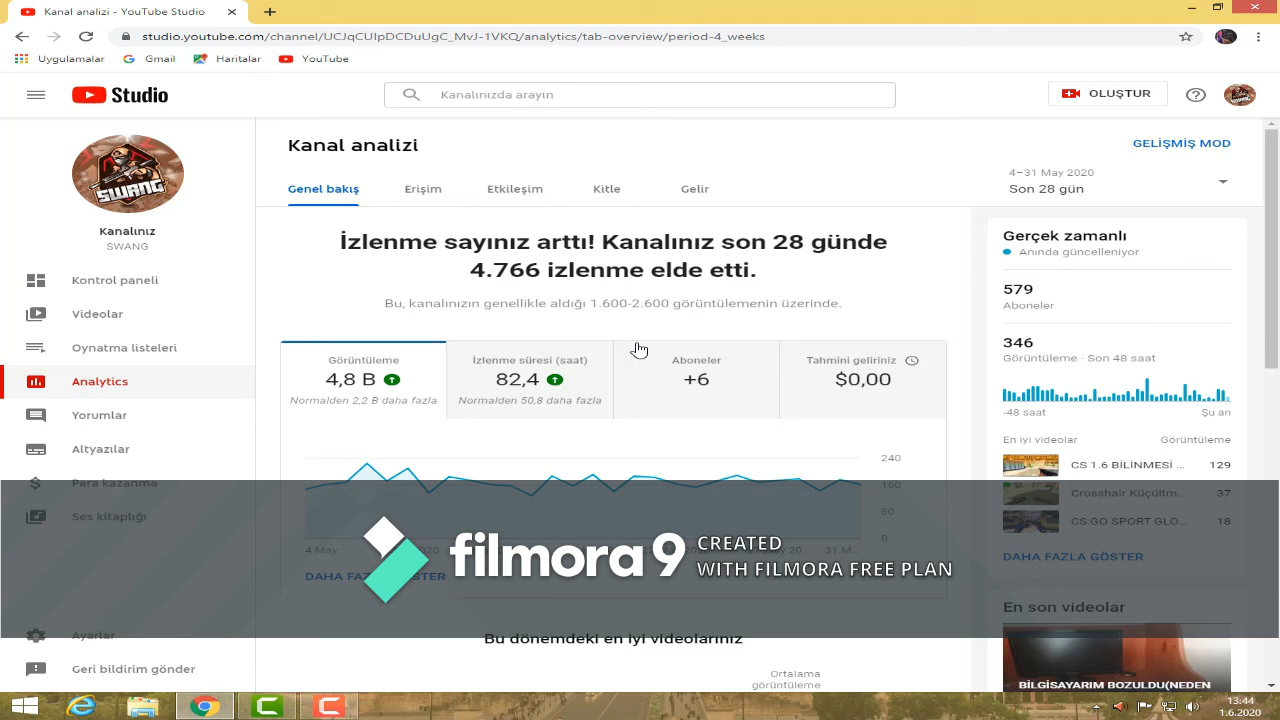 Kanal analizi - YouTube Studio
studio.youtube.com/channel/UCJqCUIpDCDuUgC_MvJ-1VKQ/analytics/tab-overview/period-4_weeks
Uygulamalar Gmail Haritalar YouTube
Studio
Kanalınızda arayın
OLUŞTUR
SWANG
Kanalınız
SWANG
Kontrol paneli
Videolar
Oynatma listeleri
Analytics
Yorumlar
Altyazılar
Para kazanma
Ses kitaplığı
Ayarlar
Geri bildirim gönder
Kanal analizi
GELİŞMİŞ MOD
Genel bakış Erişim Etkileşim Kitle Gelir
4–31 May 2020
Son 28 gün
İzlenme sayınız arttı! Kanalınız son 28 günde
4.766 izlenme elde etti.
Bu, kanalınızın genellikle aldığı 1.600-2.600 görüntülemenin üzerinde.
Görüntüleme
4,8 B
Normalden 2,2 B daha fazla
İzlenme süresi (saat)
82,4
Normalden 50,8 daha fazla
Aboneler
+6
Tahmini geliriniz
$0,00
240
160
80
0
4 May... 2020 2020 31 M...
DAHA FAZLA GÖSTER
filmora 9
CREATED
WITH FILMORA FREE PLAN
Bu dönemdeki en iyi videolarınız
Ortalama
görüntüleme
Gerçek zamanlı
Anında güncelleniyor
579
Aboneler
346
Görüntüleme · Son 48 saat
-48 saat Şu an
En iyi videolar Görüntüleme
CS 1.6 BİLİNMESİ ... 129
Crosshair Küçültm... 37
CS:GO SPORT GLO... 18
DAHA FAZLA GÖSTER
En son videolar
BİLGİSAYARIM BOZULDU(NEDEN
13:44
1.6.2020